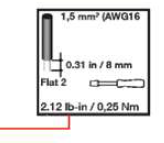 1,5 mm² (AWG16
0.31 in / 8 mm
Flat 2
2.12 lb-in / 0,25 Nm